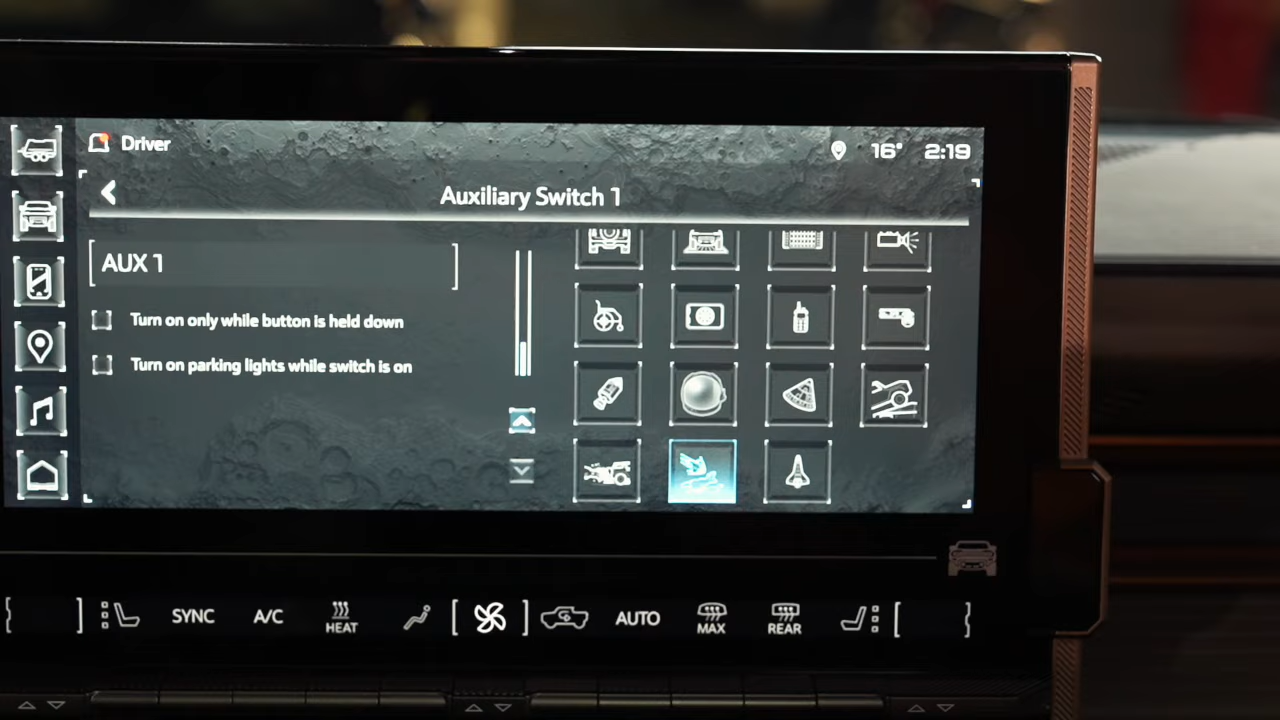 Driver
16° 2:19
Auxiliary Switch 1
AUX 1
Turn on only while button is held down
Turn on parking lights while switch is on
SYNC A/C HEAT AUTO MAX REAR